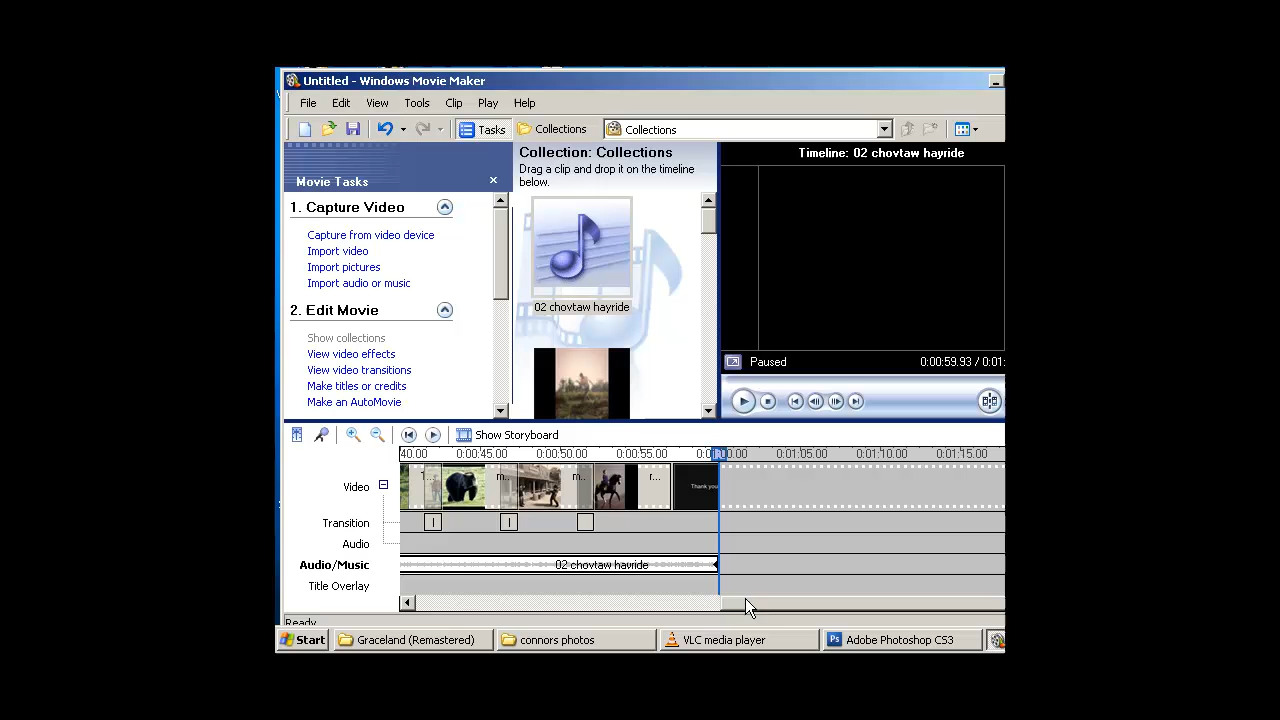 Untitled - Windows Movie Maker
File Edit View Tools Clip Play Help
Tasks Collections Collections
Movie Tasks
1. Capture Video
Capture from video device
Import video
Import pictures
Import audio or music
2. Edit Movie
Show collections
View video effects
View video transitions
Make titles or credits
Make an AutoMovie
Collection: Collections
Drag a clip and drop it on the timeline
below.
02 chovtaw hayride
Timeline: 02 chovtaw hayride
Paused 0:00:59.93 / 0:01:
Show Storyboard
40.00 0:00:45.00 0:00:50.00 0:00:55.00 0:01:05.00 0:01:10.00 0:01:15.00
Video m... m... r... Thank you
Transition
Audio
Audio/Music 02 chovtaw hayride
Title Overlay
Ready
Start Graceland (Remastered) connors photos VLC media player Ps Adobe Photoshop CS3